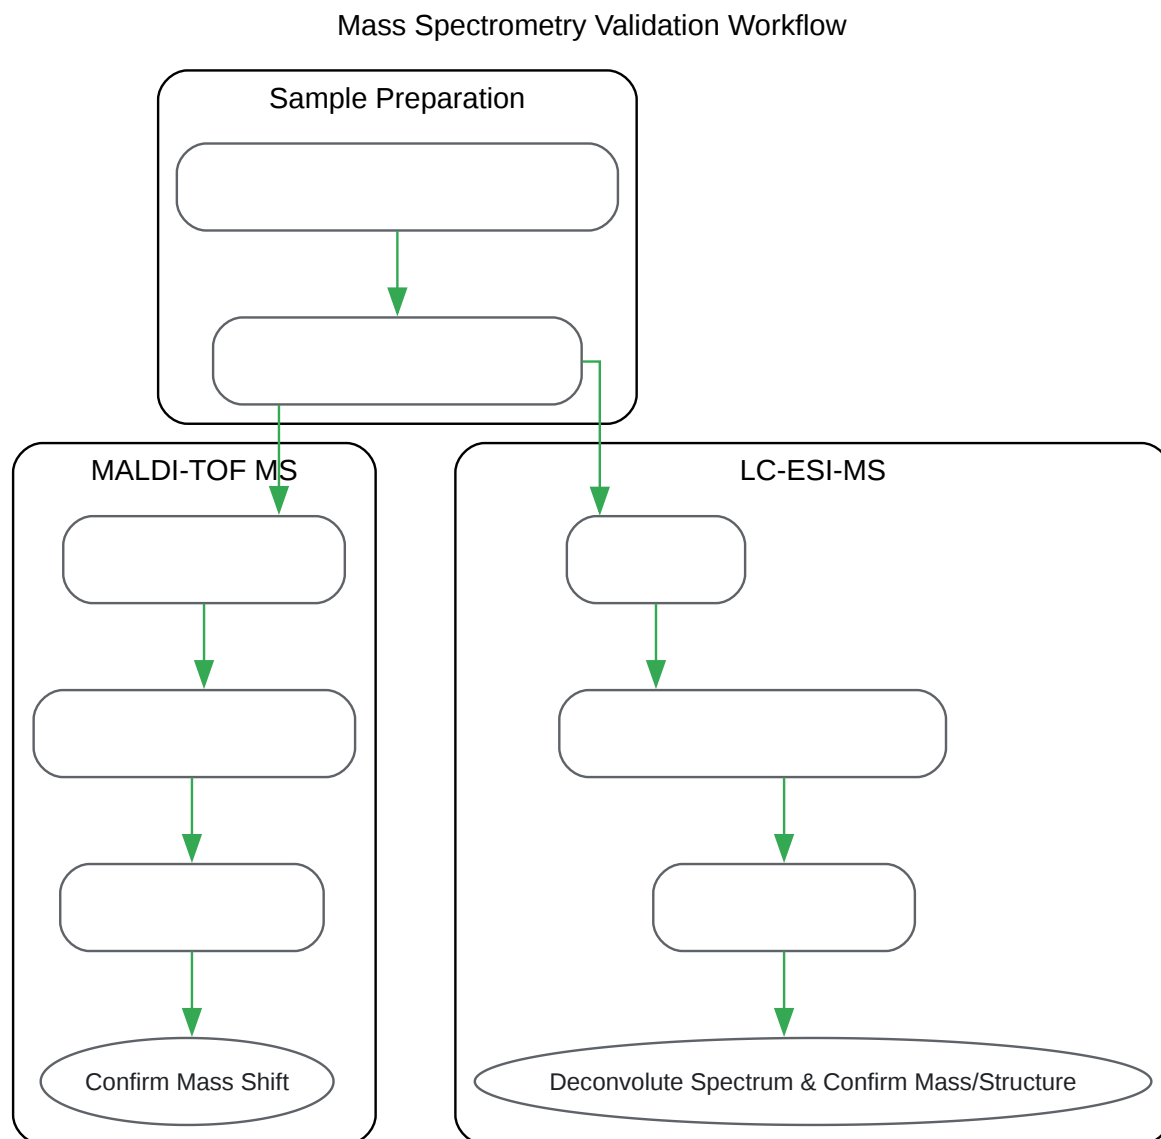 Mass Spectrometry Validation Workflow
Sample Preparation
MALDI-TOF MS
LC-ESI-MS
Confirm Mass Shift
Deconvolute Spectrum & Confirm Mass/Structure